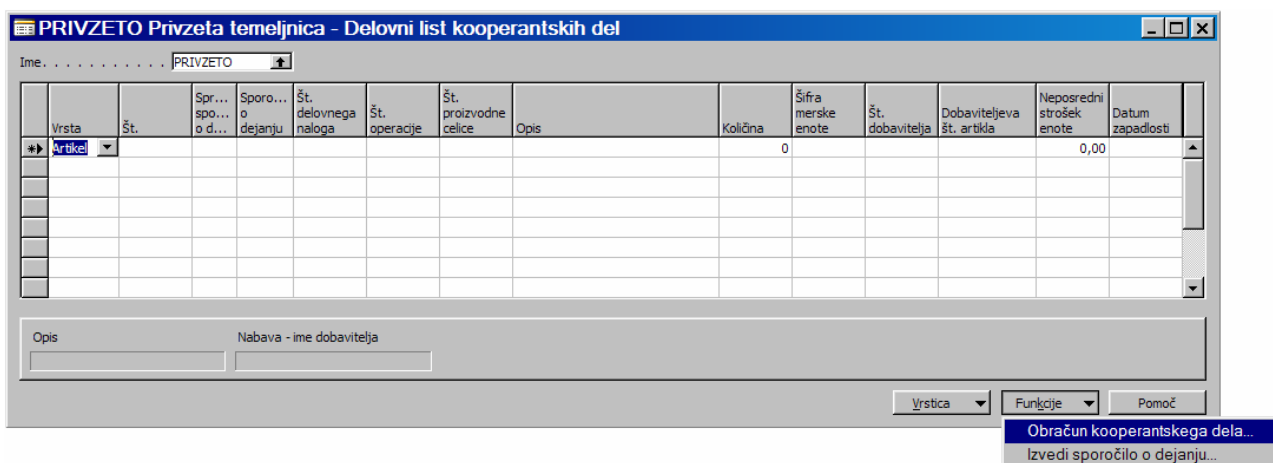 PRIVZETO Privzeta temeljnica - Delovni list kooperantskih del
Ime. . . . . . . . . . . PRIVZETO
Vrsta
Št.
Spr...
spo...
o d...
Sporo...
o
dejanju
Št.
delovnega
naloga
Št.
operacije
Št.
proizvodne
celice
Opis
Količina
Šifra
merske
enote
Št.
dobavitelja
Dobaviteljeva
št. artikla
Neposredni
strošek
enote
Datum
zapadlosti
Artikel 0 0,00
Opis Nabava - ime dobavitelja
Vrstica Funkcije Pomoč
Obračun kooperantskega dela...
Izvedi sporočilo o dejanju...